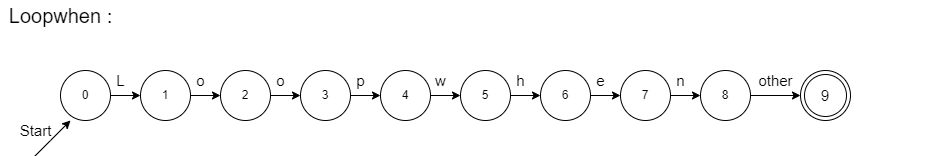 Loopwhen :
L o o p w h e n other
0 1 2 3 4 5 6 7 8 9
Start